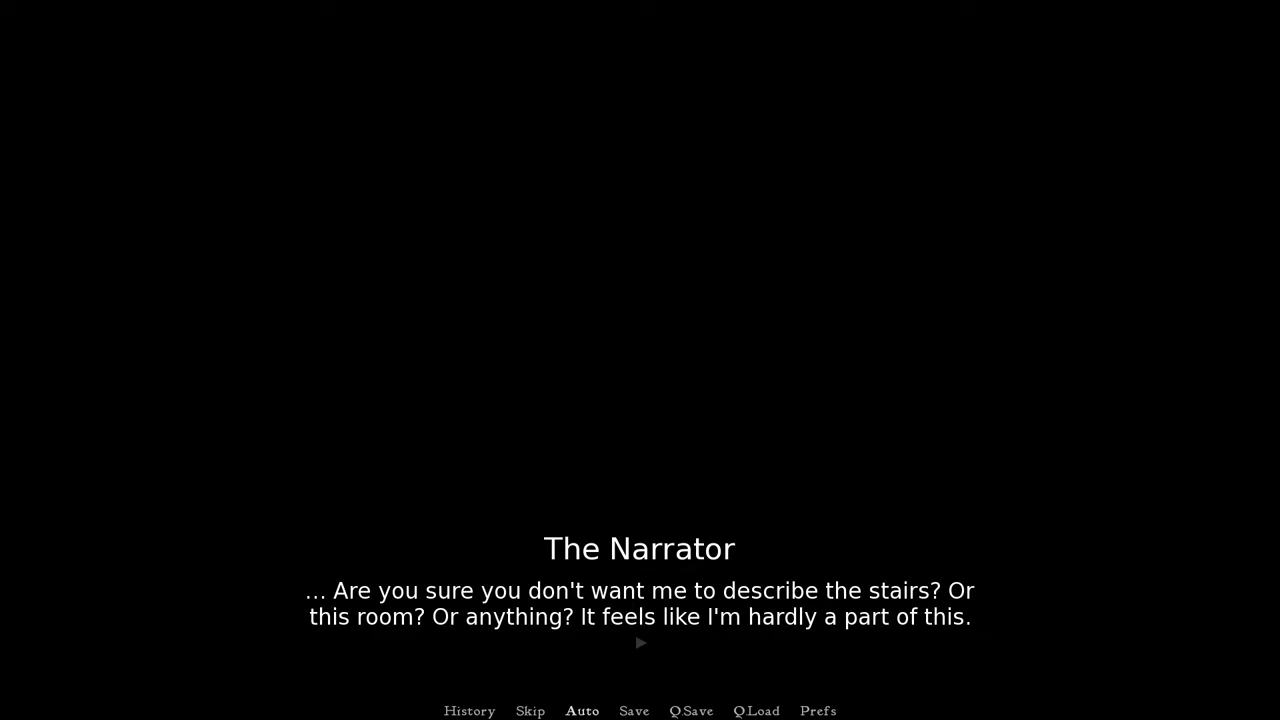 The Narrator
... Are you sure you don't want me to describe the stairs? Or
this room? Or anything? It feels like I'm hardly a part of this.
History Skip Auto Save Q.Save Q.Load Prefs